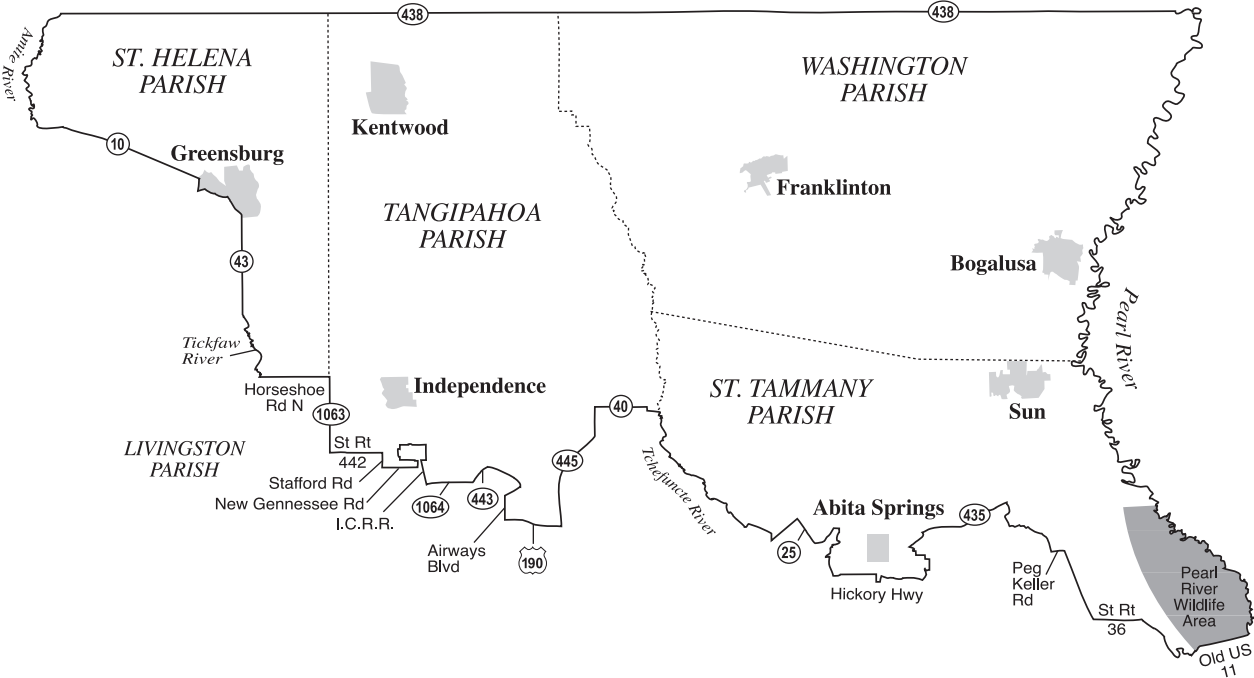 438
438
Amite River
ST. HELENA
PARISH
WASHINGTON
PARISH
Kentwood
10
Greensburg
Franklinton
TANGIPAHOA
PARISH
43
Bogalusa
Pearl River
Tickfaw
River
Horseshoe
Rd N
Independence
ST. TAMMANY
PARISH
Sun
1063
40
LIVINGSTON
PARISH
St Rt
442
Stafford Rd
New Gennessee Rd
I.C.R.R.
1064
443
445
Tchefuncte River
Airways
Blvd
190
25
Abita Springs
435
Hickory Hwy
Peg
Keller
Rd
St Rt
36
Pearl
River
Wildlife
Area
Old US
11